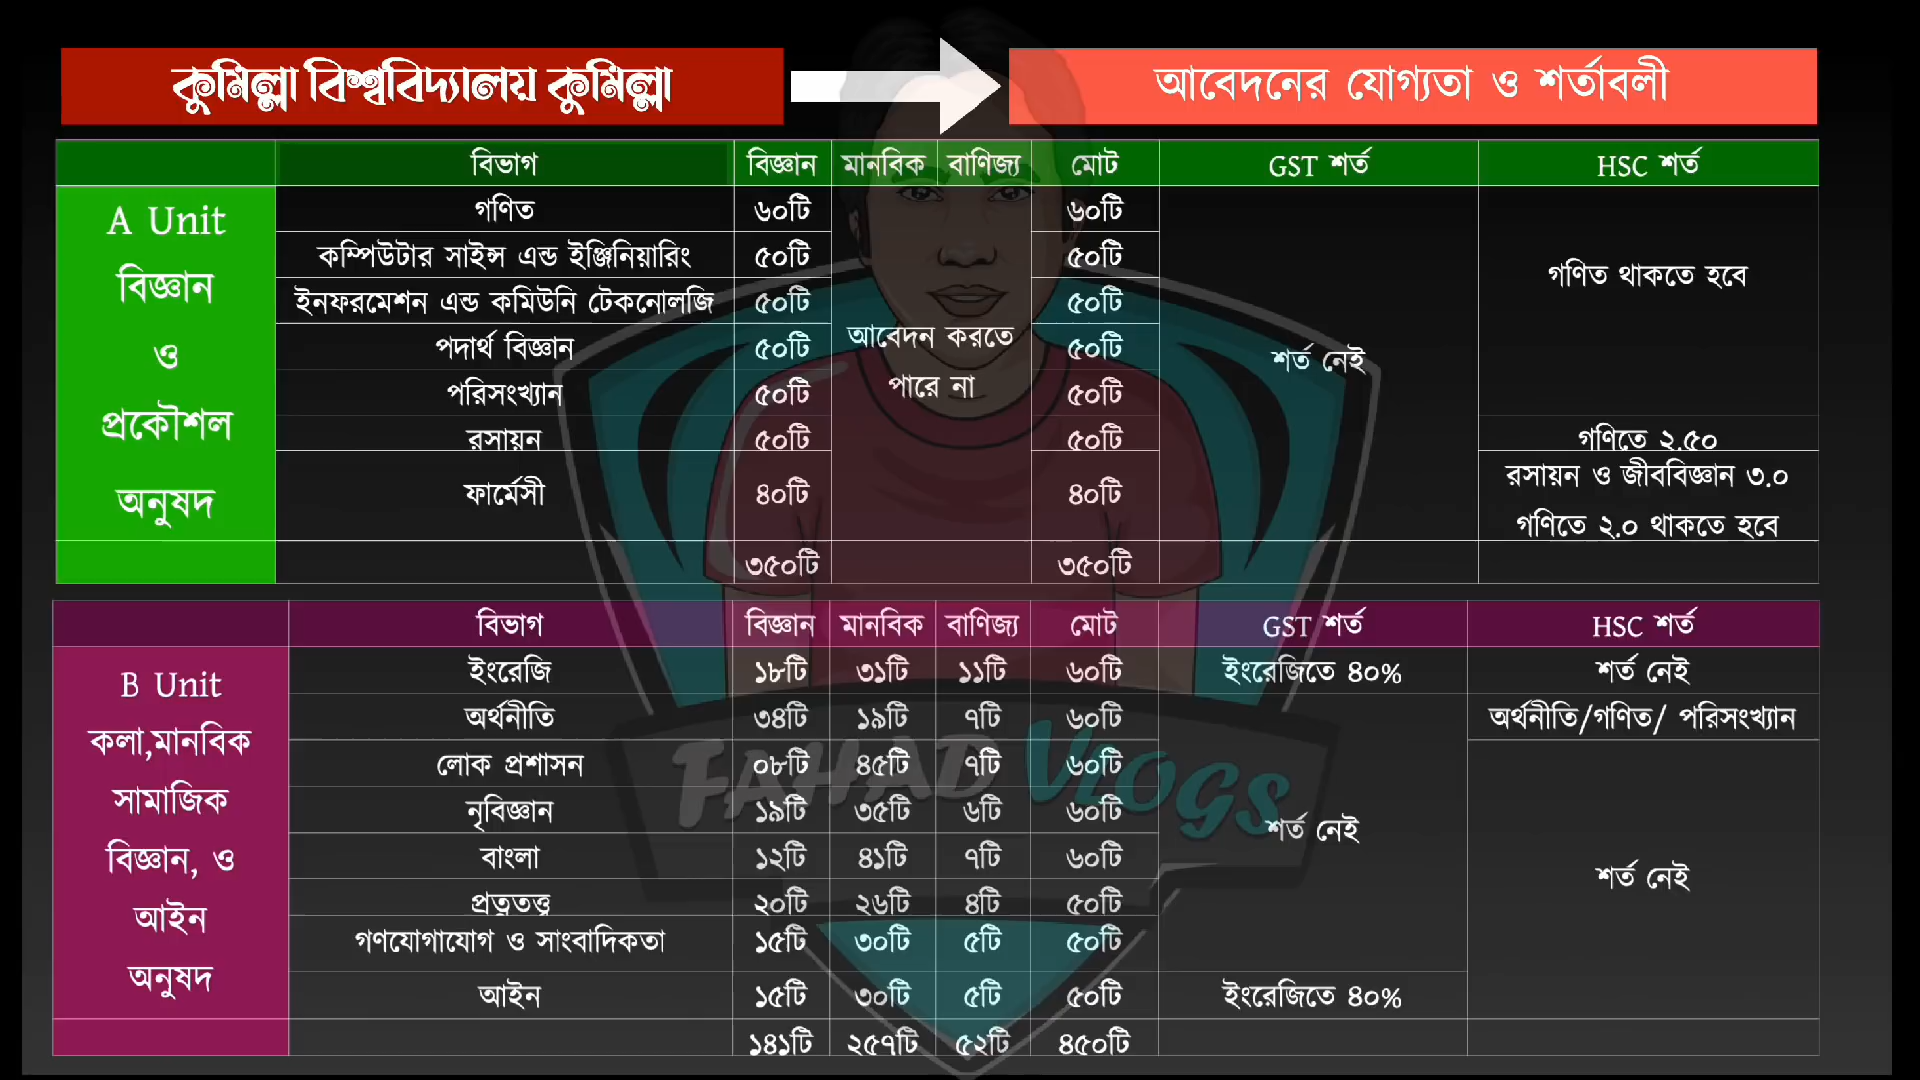 কুমিল্লা বিশ্ববিদ্যালয় কুমিল্লা আবেদনের যোগ্যতা ও শর্তাবলী
বিভাগ বিজ্ঞান মানবিক বাণিজ্য মোট GST শর্ত HSC শর্ত
A Unit
বিজ্ঞান
ও
প্রকৌশল
অনুষদ
গণিত ৬০টি ৬০টি
কম্পিউটার সাইন্স এন্ড ইঞ্জিনিয়ারিং ৫০টি ৫০টি
ইনফরমেশন এন্ড কমিউনি টেকনোলজি ৫০টি ৫০টি
পদার্থ বিজ্ঞান ৫০টি ৫০টি
পরিসংখ্যান ৫০টি ৫০টি
রসায়ন ৫০টি ৫০টি
ফার্মেসী ৪০টি ৪০টি
৩৫০টি ৩৫০টি
আবেদন করতে
পারে না
শর্ত নেই
গণিত থাকতে হবে
গণিতে ২.৫০
রসায়ন ও জীববিজ্ঞান ৩.০
গণিতে ২.০ থাকতে হবে
বিভাগ বিজ্ঞান মানবিক বাণিজ্য মোট GST শর্ত HSC শর্ত
B Unit
কলা,মানবিক
সামাজিক
বিজ্ঞান, ও
আইন
অনুষদ
ইংরেজি ১৮টি ৩১টি ১১টি ৬০টি ইংরেজিতে ৪০% শর্ত নেই
অর্থনীতি ৩৪টি ১৯টি ৭টি ৬০টি অর্থনীতি/গণিত/ পরিসংখ্যান
লোক প্রশাসন ০৮টি ৪৫টি ৭টি ৬০টি
নৃবিজ্ঞান ১৯টি ৩৫টি ৬টি ৬০টি
শর্ত নেই
বাংলা ১২টি ৪১টি ৭টি ৬০টি
শর্ত নেই
প্রত্নতত্ত্ব ২০টি ২৬টি ৪টি ৫০টি
গণযোগাযোগ ও সাংবাদিকতা ১৫টি ৩০টি ৫টি ৫০টি
আইন ১৫টি ৩০টি ৫টি ৫০টি ইংরেজিতে ৪০%
১৪১টি ২৫৭টি ৫২টি ৪৫০টি
FAHAD VLOGS